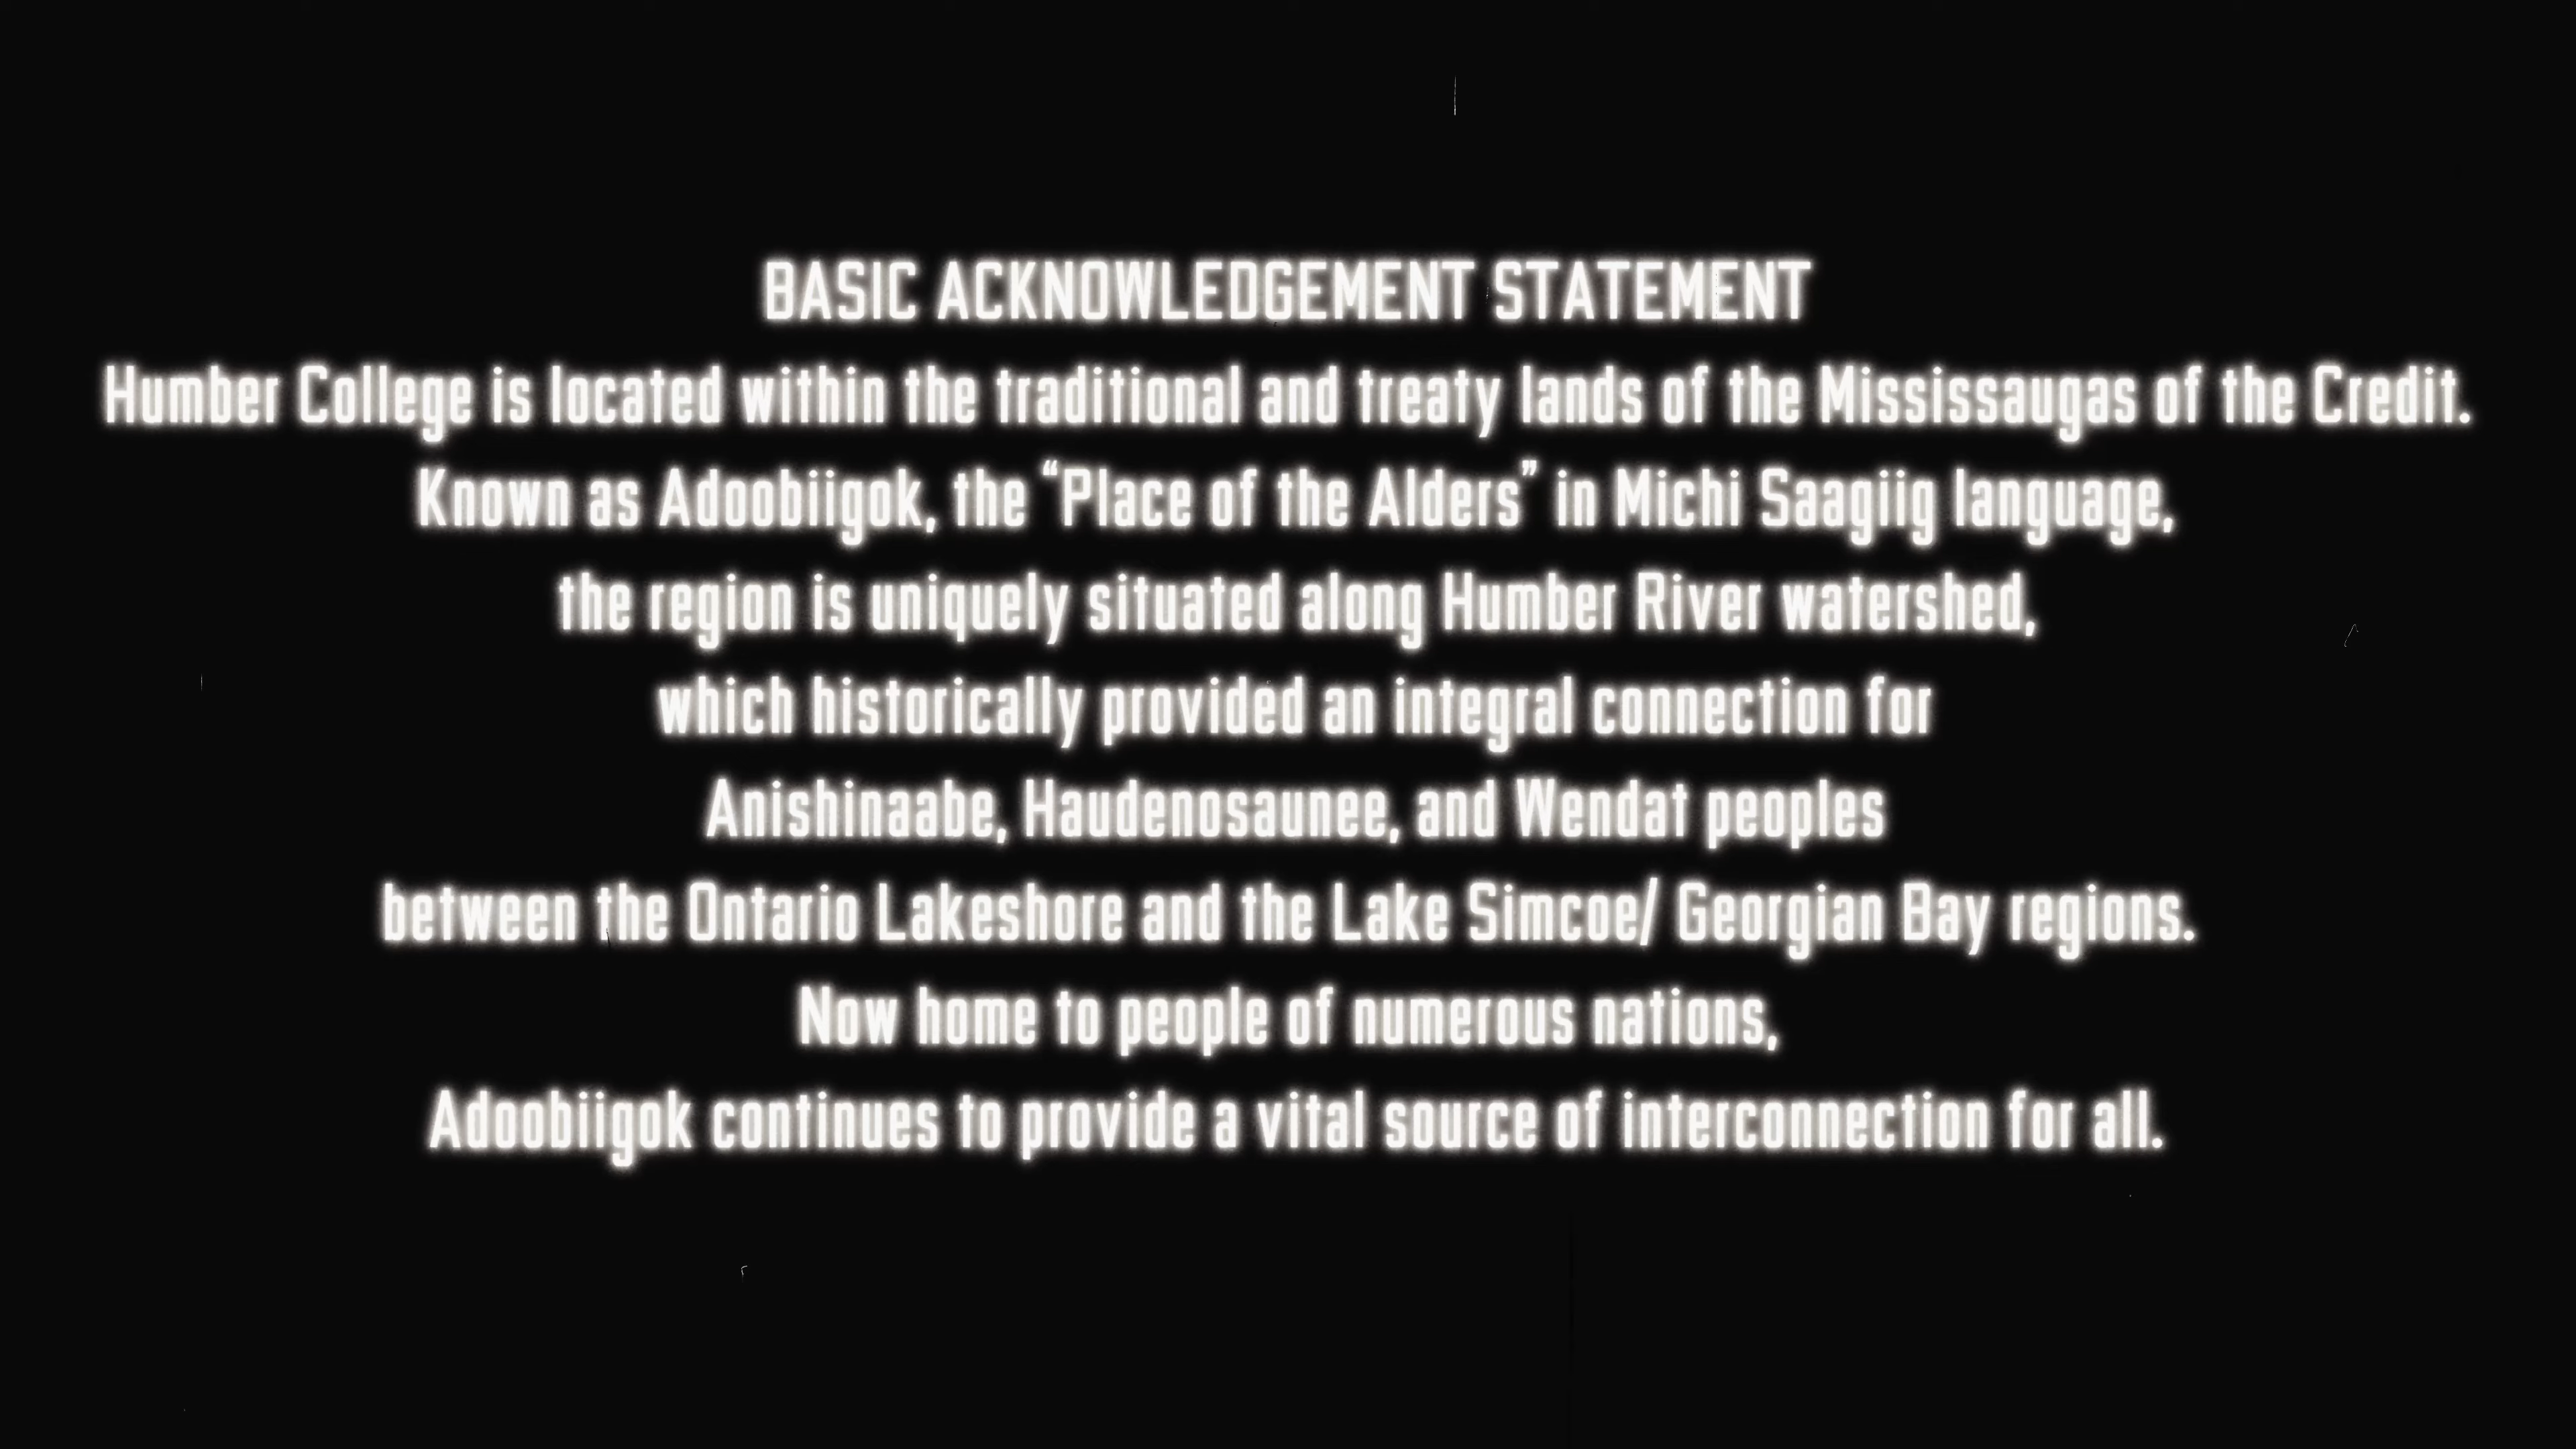 BASIC ACKNOWLEDGEMENT STATEMENT
Humber College is located within the traditional and treaty lands of the Mississaugas of the Credit.
Known as Adoobiigok, the “Place of the Alders” in Michi Saagiig language,
the region is uniquely situated along Humber River watershed,
which historically provided an integral connection for
Anishinaabe, Haudenosaunee, and Wendat peoples
between the Ontario Lakeshore and the Lake Simcoe/ Georgian Bay regions.
Now home to people of numerous nations,
Adoobiigok continues to provide a vital source of interconnection for all.